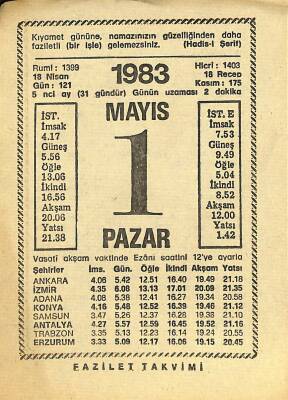 Kıyamet gününe, namazınızın güzelliğinden daha
faziletli (bir işle) gelemezsiniz. (Hadis-i Şerif)
Rumi : 1399
18 Nisan
Gün : 121
1983
Hicri : 1403
18 Recep
Kasım : 175
5 nci ay (31 gündür) Günün uzaması 2 dakika
MAYIS
1
PAZAR
İST.
İmsak
4.17
Güneş
5.56
Öğle
13.06
İkindi
16.56
Akşam
20.06
Yatsı
21.38
İST. E
İmsak
7.53
Güneş
9.49
Öğle
5.04
İkindi
8.52
Akşam
12.00
Yatsı
1.42
Vasati akşam vaktinde Ezâni saatini 12'ye ayarla
Şehirler İms. Gün. Öğle İkindi Akşam Yatsı
ANKARA 4.06 5.42 12.51 16.40 19.49 21.18
İZMİR 4.35 6.08 13.13 17.01 20.09 21.35
ADANA 4.08 5.38 12.41 16.27 19.34 20.58
KONYA 4.16 5.48 12.52 16.39 19.46 21.12
SAMSUN 3.47 5.26 12.37 16.28 19.38 21.10
ANTALYA 4.27 5.57 12.59 16.45 19.52 21.16
TRABZON 3.35 5.13 12.23 16.14 19.24 20.56
ERZURUM 3.33 5.09 12.17 16.06 19.15 20.45
FAZİLET TAKVİMİ